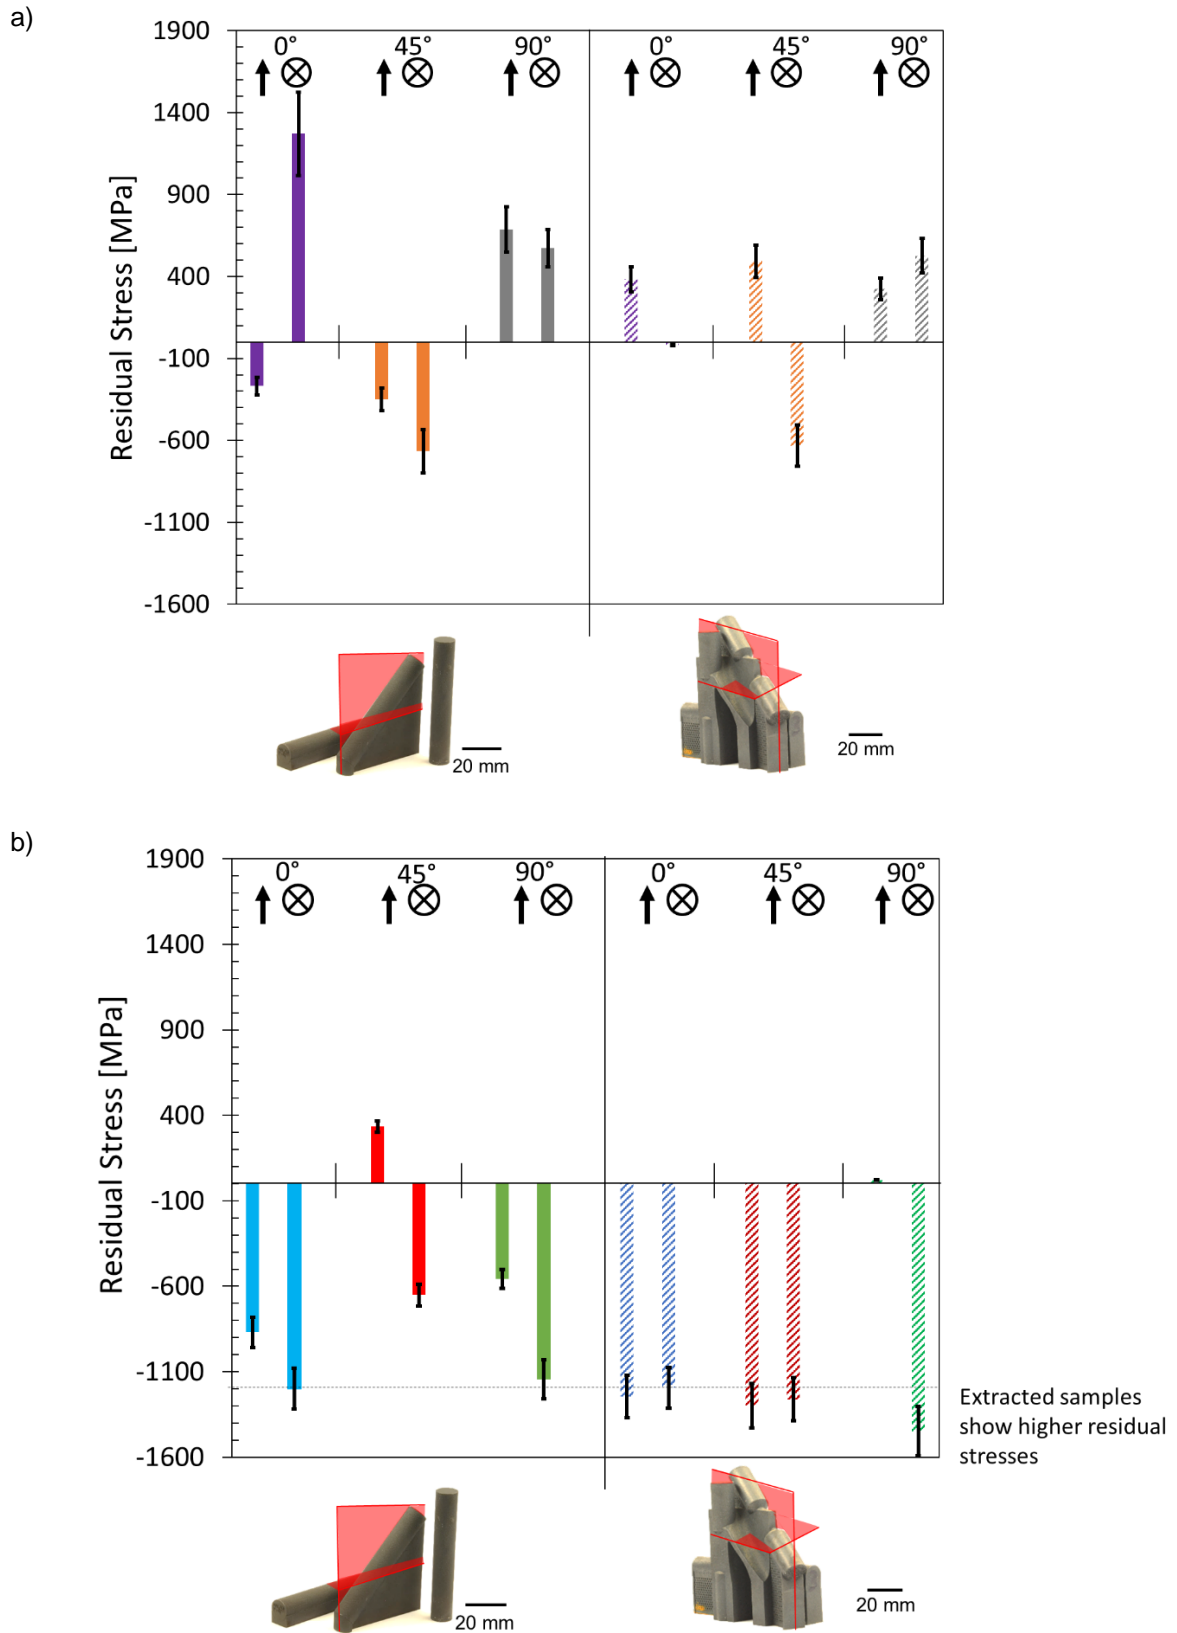 a)
1900
0° 45° 90° 0° 45° 90°
1400
900
400
-100
-600
-1100
-1600
Residual Stress [MPa]
20 mm
20 mm
b)
1900
0° 45° 90° 0° 45° 90°
1400
900
400
-100
-600
-1100
-1600
Residual Stress [MPa]
Extracted samples
show higher residual
stresses
20 mm
20 mm